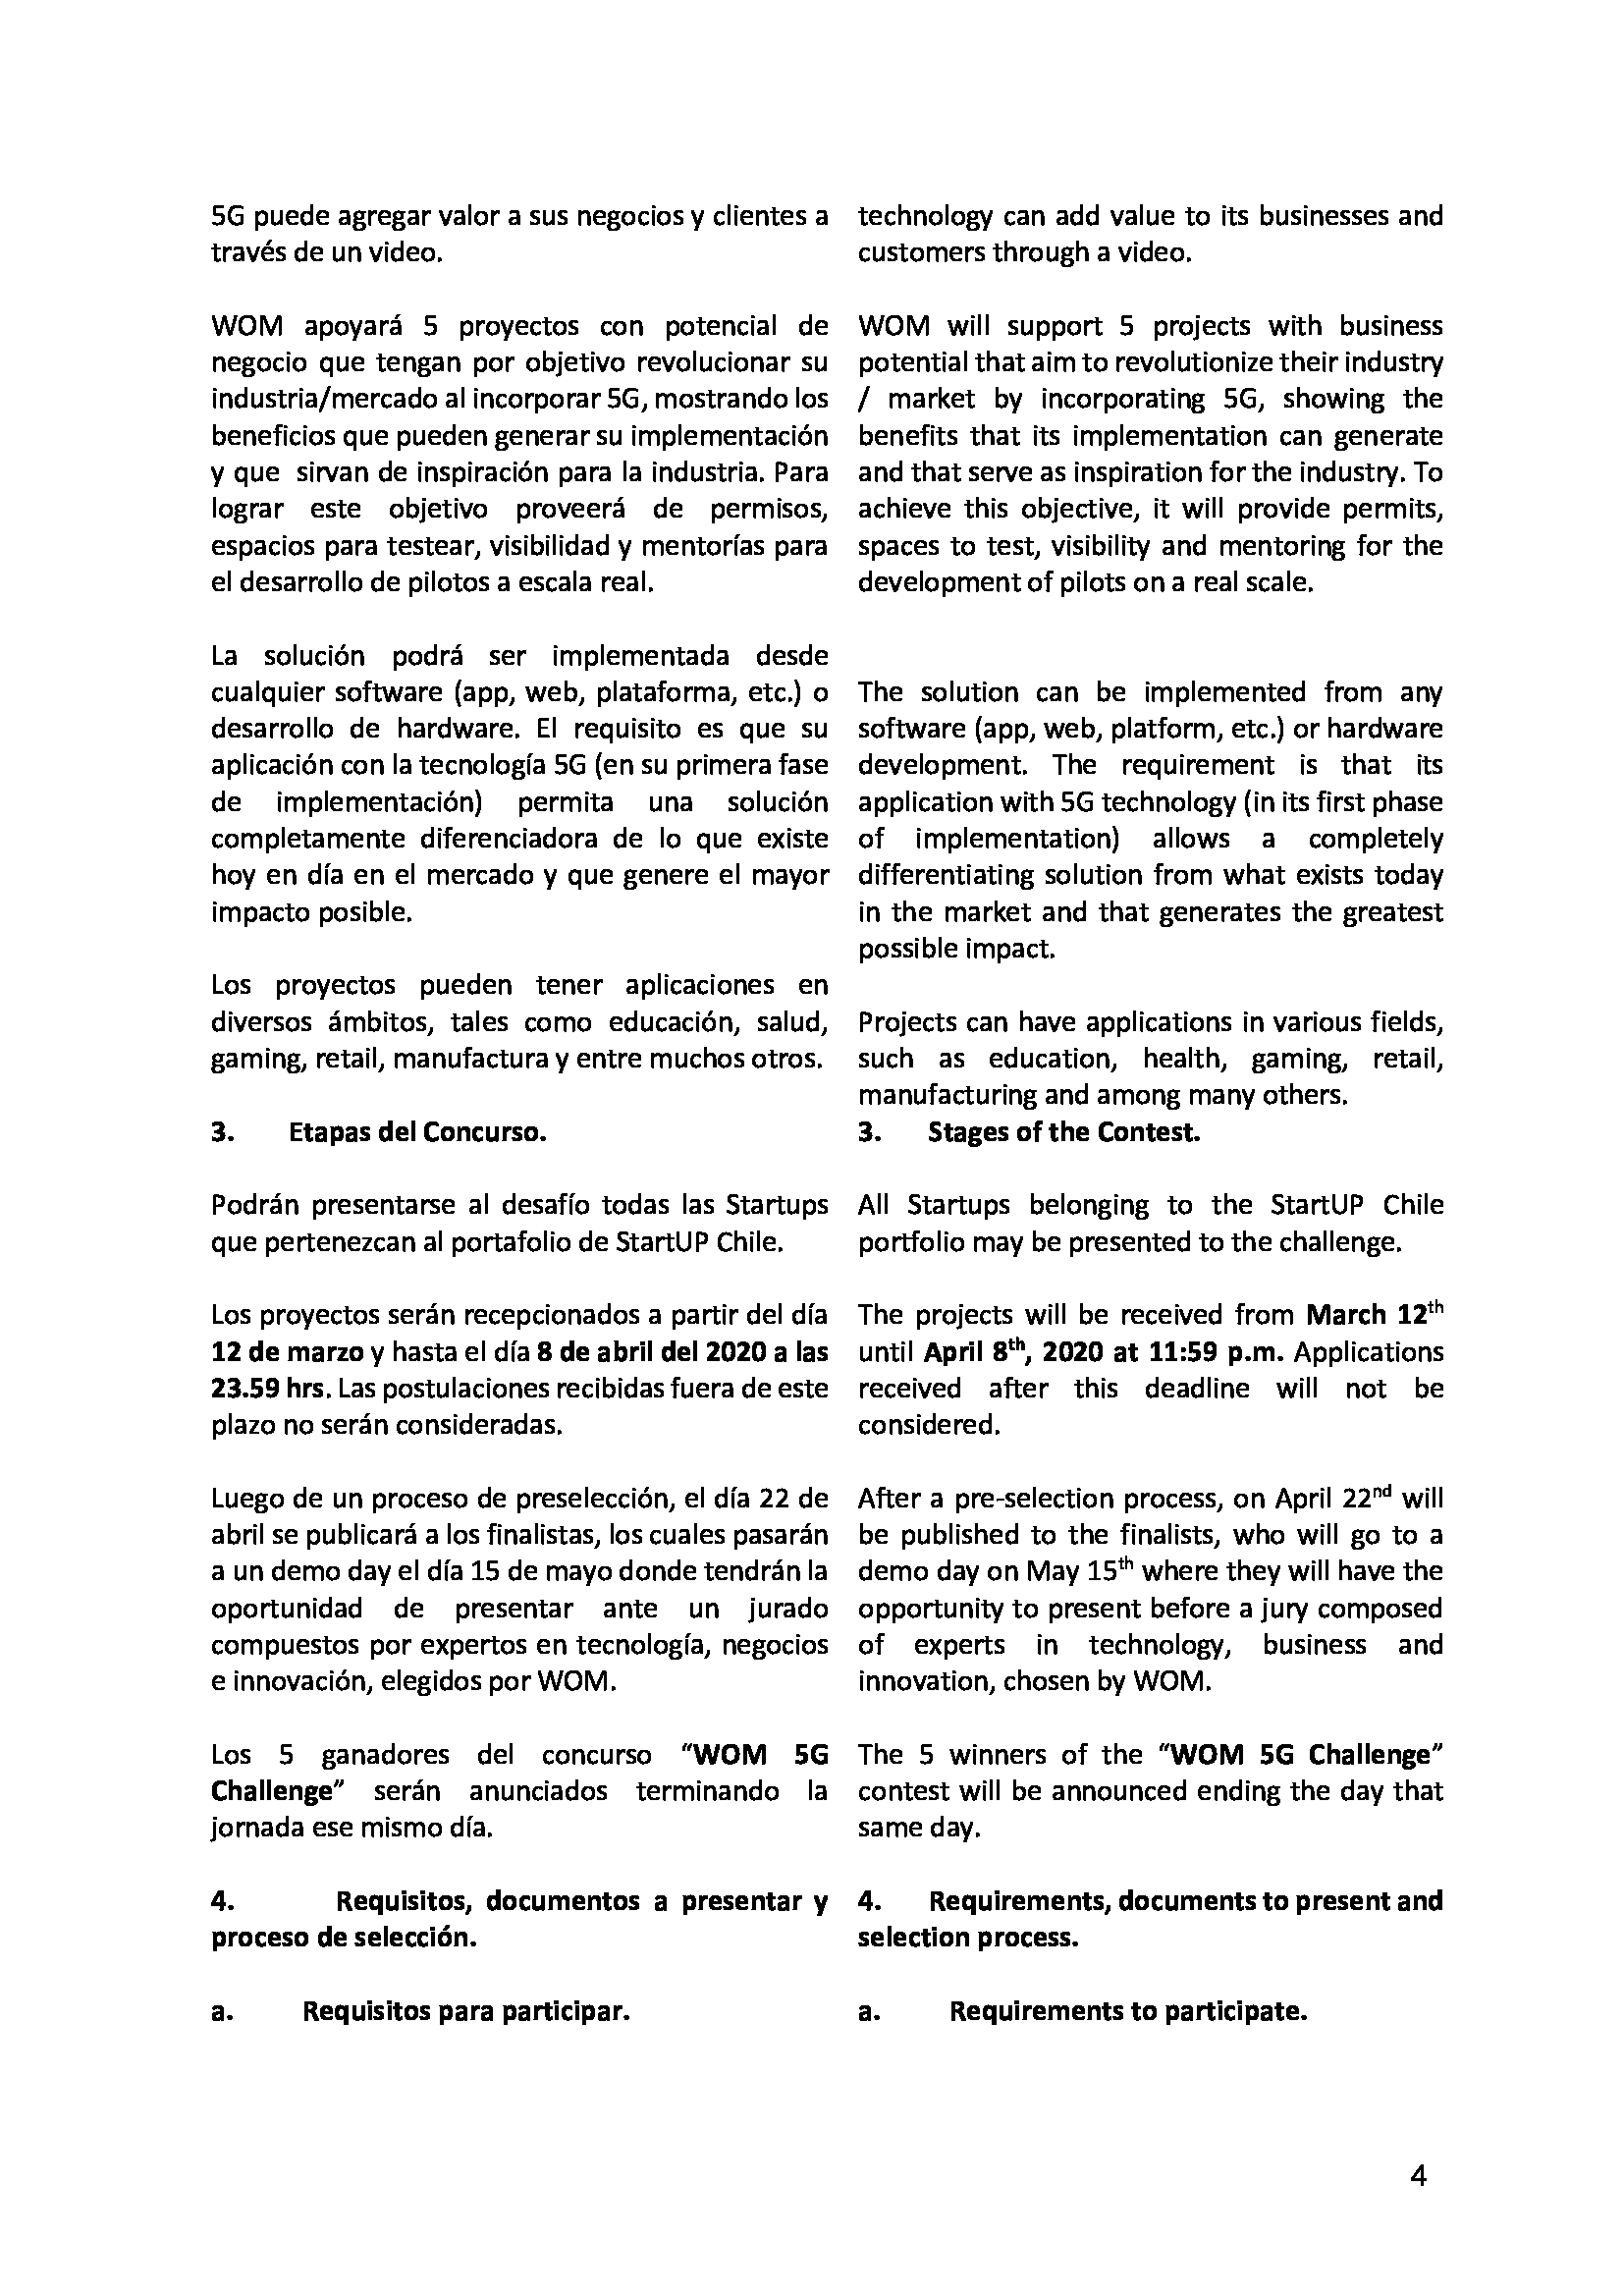 5G puede agregar valor a sus negocios y clientes a
través de un video.
WOM apoyará 5 proyectos con potencial de
negocio que tengan por objetivo revolucionar su
industria/mercado al incorporar 5G, mostrando los
beneficios que pueden generar su implementación
y que sirvan de inspiración para la industria. Para
lograr este objetivo proveerá de permisos,
espacios para testear, visibilidad y mentorías para
el desarrollo de pilotos a escala real.
La solución podrá ser implementada desde
cualquier software (app, web, plataforma, etc.) o
desarrollo de hardware. El requisito es que su
aplicación con la tecnología 5G (en su primera fase
de implementación) permita una solución
completamente diferenciadora de lo que existe
hoy en día en el mercado y que genere el mayor
impacto posible.
Los proyectos pueden tener aplicaciones en
diversos ámbitos, tales como educación, salud,
gaming, retail, manufactura y entre muchos otros.
3. Etapas del Concurso.
Podrán presentarse al desafío todas las Startups
que pertenezcan al portafolio de StartUP Chile.
Los proyectos serán recepcionados a partir del día
12 de marzo y hasta el día 8 de abril del 2020 a las
23.59 hrs. Las postulaciones recibidas fuera de este
plazo no serán consideradas.
Luego de un proceso de preselección, el día 22 de
abril se publicará a los finalistas, los cuales pasarán
a un demo day el día 15 de mayo donde tendrán la
oportunidad de presentar ante un jurado
compuestos por expertos en tecnología, negocios
e innovación, elegidos por WOM.
Los 5 ganadores del concurso “WOM 5G
Challenge” serán anunciados terminando la
jornada ese mismo día.
4. Requisitos, documentos a presentar y
proceso de selección.
a. Requisitos para participar.
technology can add value to its businesses and
customers through a video.
WOM will support 5 projects with business
potential that aim to revolutionize their industry
/ market by incorporating 5G, showing the
benefits that its implementation can generate
and that serve as inspiration for the industry. To
achieve this objective, it will provide permits,
spaces to test, visibility and mentoring for the
development of pilots on a real scale.
The solution can be implemented from any
software (app, web, platform, etc.) or hardware
development. The requirement is that its
application with 5G technology (in its first phase
of implementation) allows a completely
differentiating solution from what exists today
in the market and that generates the greatest
possible impact.
Projects can have applications in various fields,
such as education, health, gaming, retail,
manufacturing and among many others.
3. Stages of the Contest.
All Startups belonging to the StartUP Chile
portfolio may be presented to the challenge.
The projects will be received from March 12th
until April 8th, 2020 at 11:59 p.m. Applications
received after this deadline will not be
considered.
After a pre-selection process, on April 22nd will
be published to the finalists, who will go to a
demo day on May 15th where they will have the
opportunity to present before a jury composed
of experts in technology, business and
innovation, chosen by WOM.
The 5 winners of the “WOM 5G Challenge”
contest will be announced ending the day that
same day.
4. Requirements, documents to present and
selection process.
a. Requirements to participate.
4